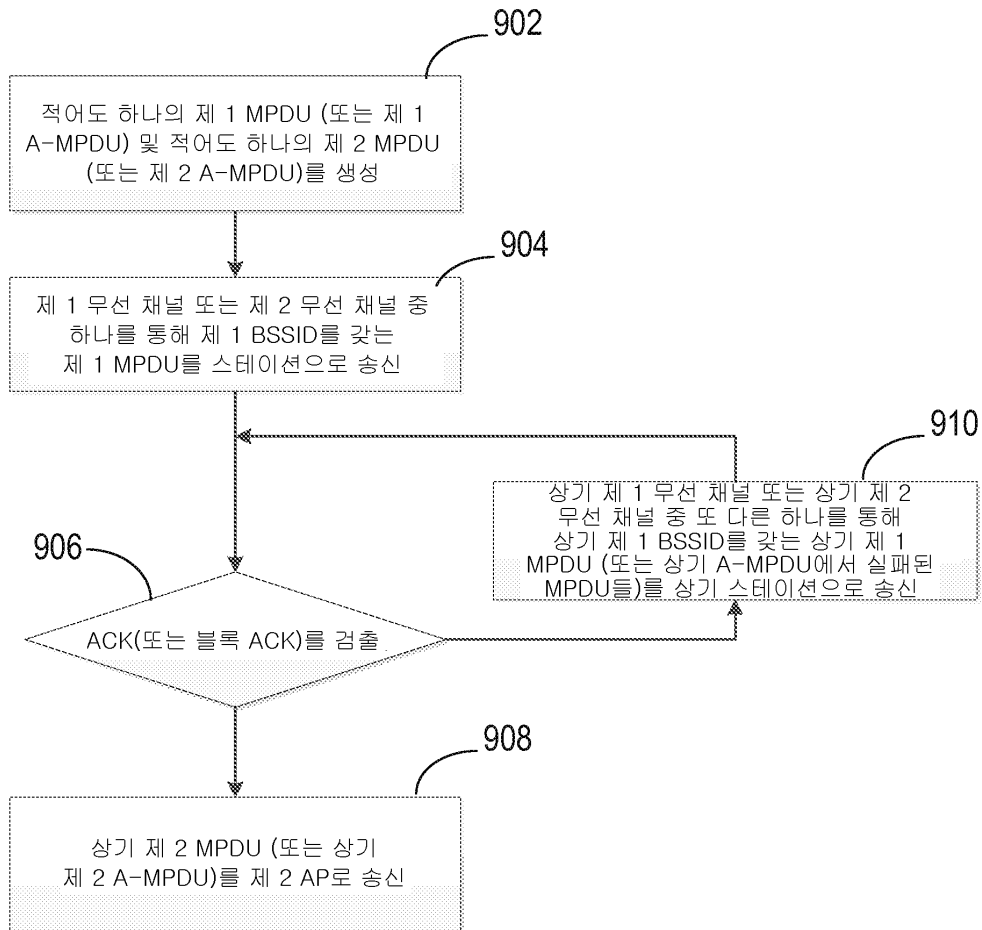 902
적어도 하나의 제 1 MPDU (또는 제 1
A-MPDU) 및 적어도 하나의 제 2 MPDU
(또는 제 2 A-MPDU)를 생성
904
제 1 무선 채널 또는 제 2 무선 채널 중
하나를 통해 제 1 BSSID를 갖는
제 1 MPDU를 스테이션으로 송신
910
상기 제 1 무선 채널 또는 상기 제 2
무선 채널 중 또 다른 하나를 통해
상기 제 1 BSSID를 갖는 상기 제 1
MPDU (또는 상기 A-MPDU에서 실패된
MPDU들)를 상기 스테이션으로 송신
906
ACK(또는 블록 ACK)를 검출
908
상기 제 2 MPDU (또는 상기
제 2 A-MPDU)를 제 2 AP로 송신